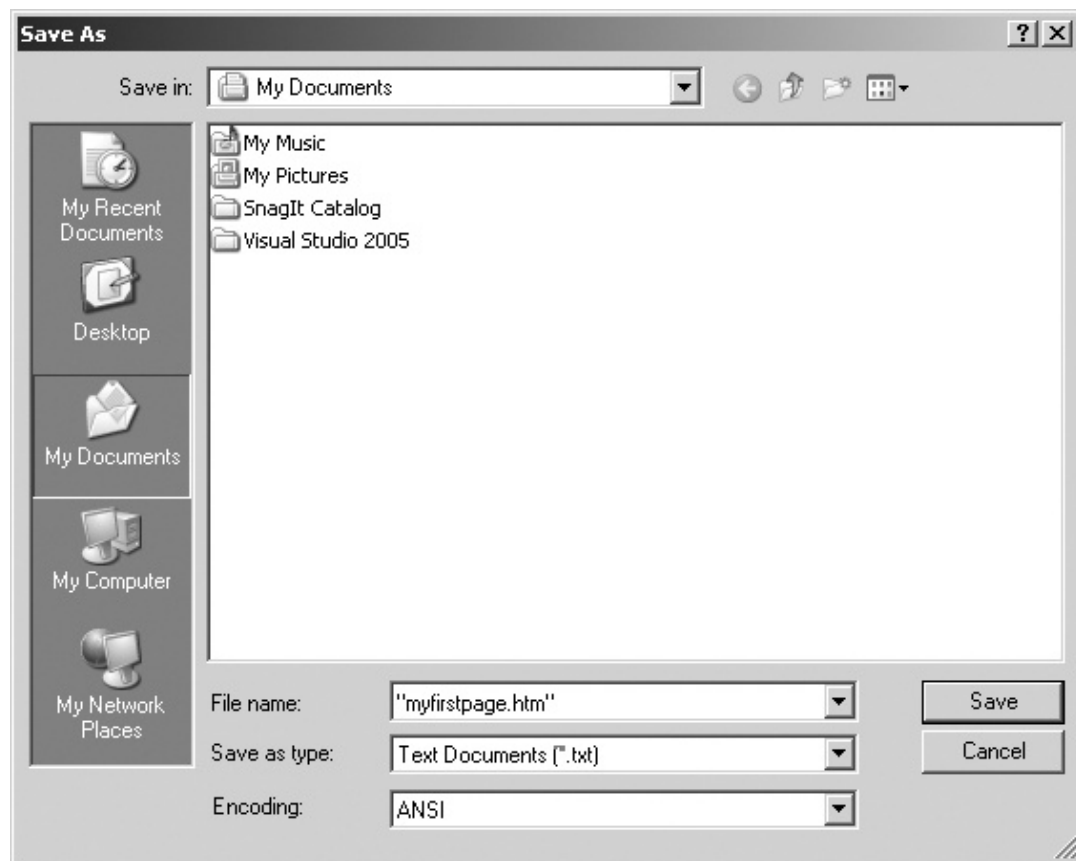 Save As
Save in:
My Documents
My Recent
Documents
Desktop
My Documents
My Computer
My Network
Places
My Music
My Pictures
SnagIt Catalog
Visual Studio 2005
File name:
"myfirstpage.htm"
Save
Save as type:
Text Documents (*.txt)
Cancel
Encoding:
ANSI